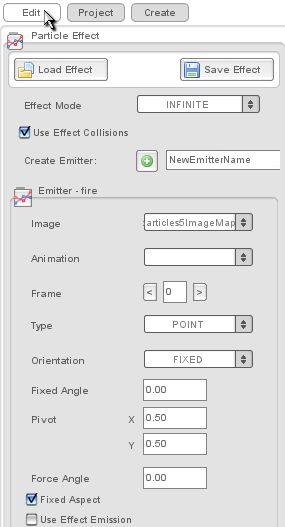 Edit Project Create
Particle Effect
Load Effect Save Effect
Effect Mode INFINITE
Use Effect Collisions
Create Emitter: NewEmitterName
Emitter - fire
Image articles5ImageMap
Animation
Frame < 0 >
Type POINT
Orientation FIXED
Fixed Angle 0.00
Pivot X 0.50
Y 0.50
Force Angle 0.00
Fixed Aspect
Use Effect Emission